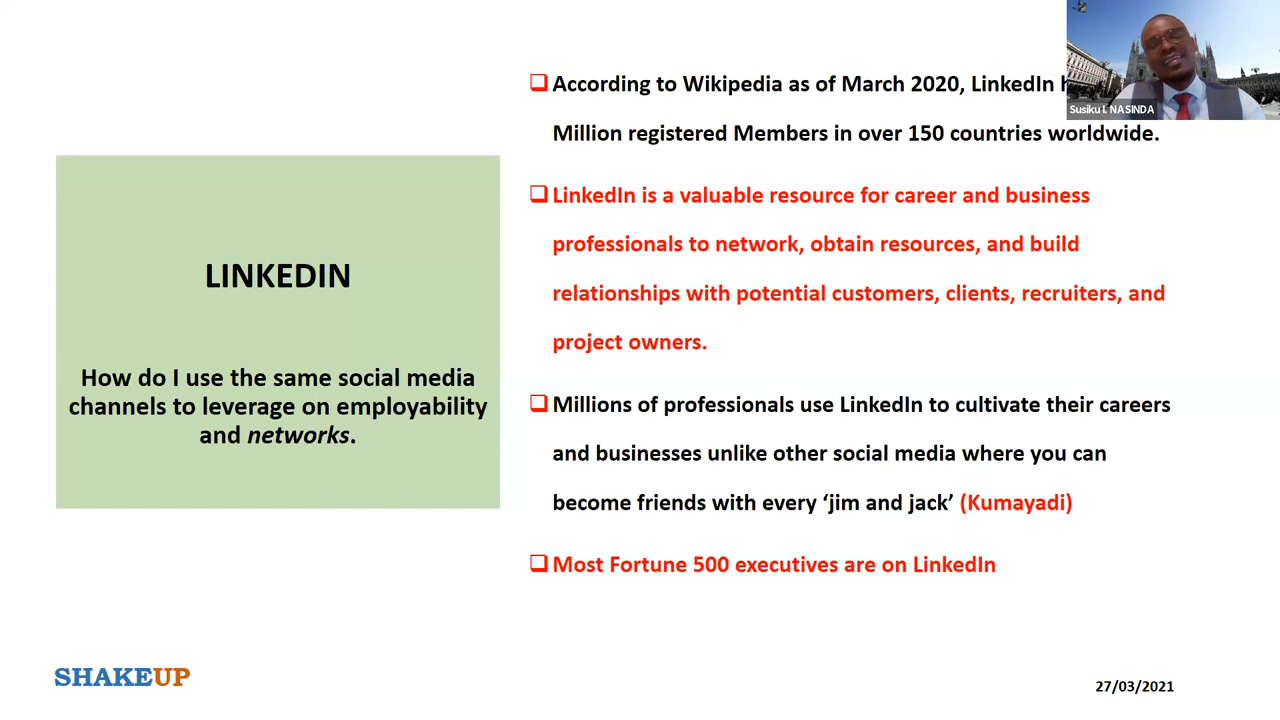 According to Wikipedia as of March 2020, LinkedIn
Susiku I. NASINDA
Million registered Members in over 150 countries worldwide.
LinkedIn is a valuable resource for career and business
professionals to network, obtain resources, and build
relationships with potential customers, clients, recruiters, and
project owners.
LINKEDIN
How do I use the same social media
channels to leverage on employability
and networks.
Millions of professionals use LinkedIn to cultivate their careers
and businesses unlike other social media where you can
become friends with every ‘jim and jack’ (Kumayadi)
Most Fortune 500 executives are on LinkedIn
SHAKEUP
27/03/2021